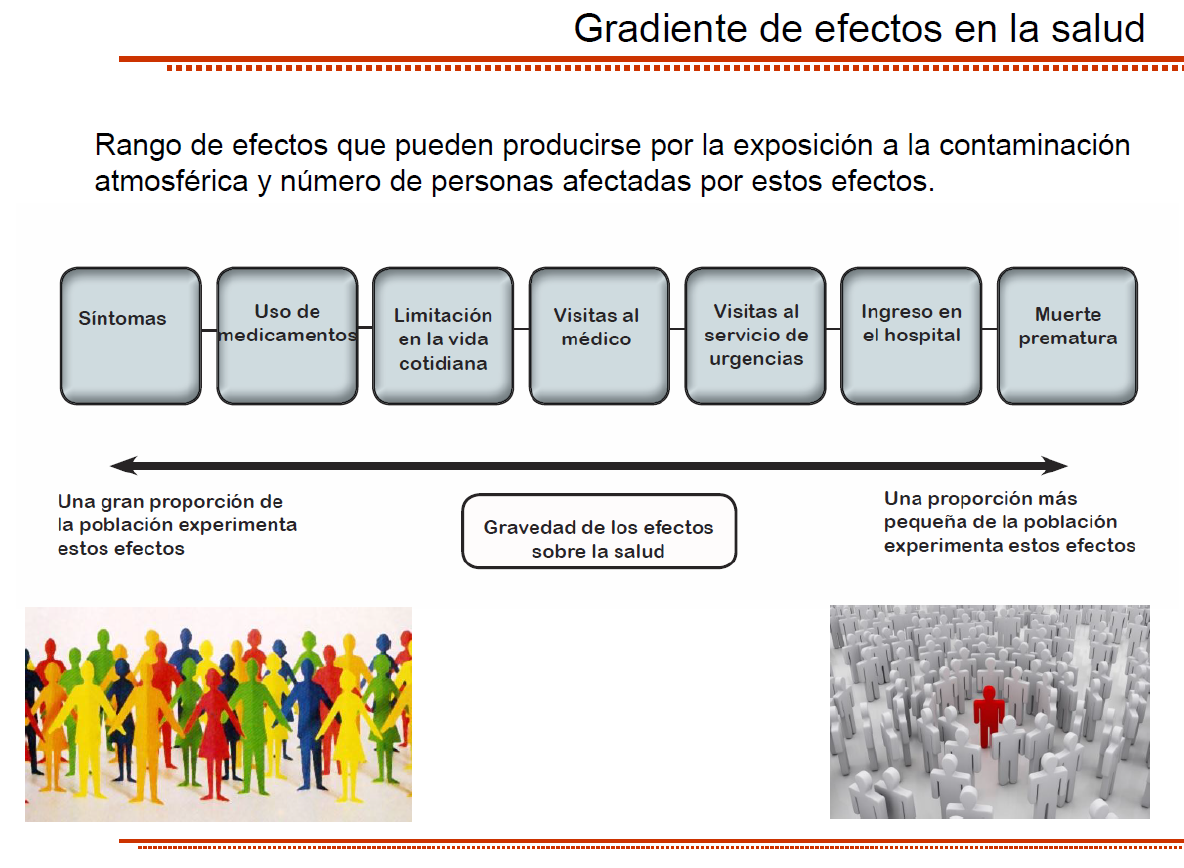 Gradiente de efectos en la salud
Rango de efectos que pueden producirse por la exposición a la contaminación
atmosférica y número de personas afectadas por estos efectos.
Síntomas
Uso de
medicamentos
Limitación
en la vida
cotidiana
Visitas al
médico
Visitas al
servicio de
urgencias
Ingreso en
el hospital
Muerte
prematura
Una gran proporción de
la población experimenta
estos efectos
Gravedad de los efectos
sobre la salud
Una proporción más
pequeña de la población
experimenta estos efectos